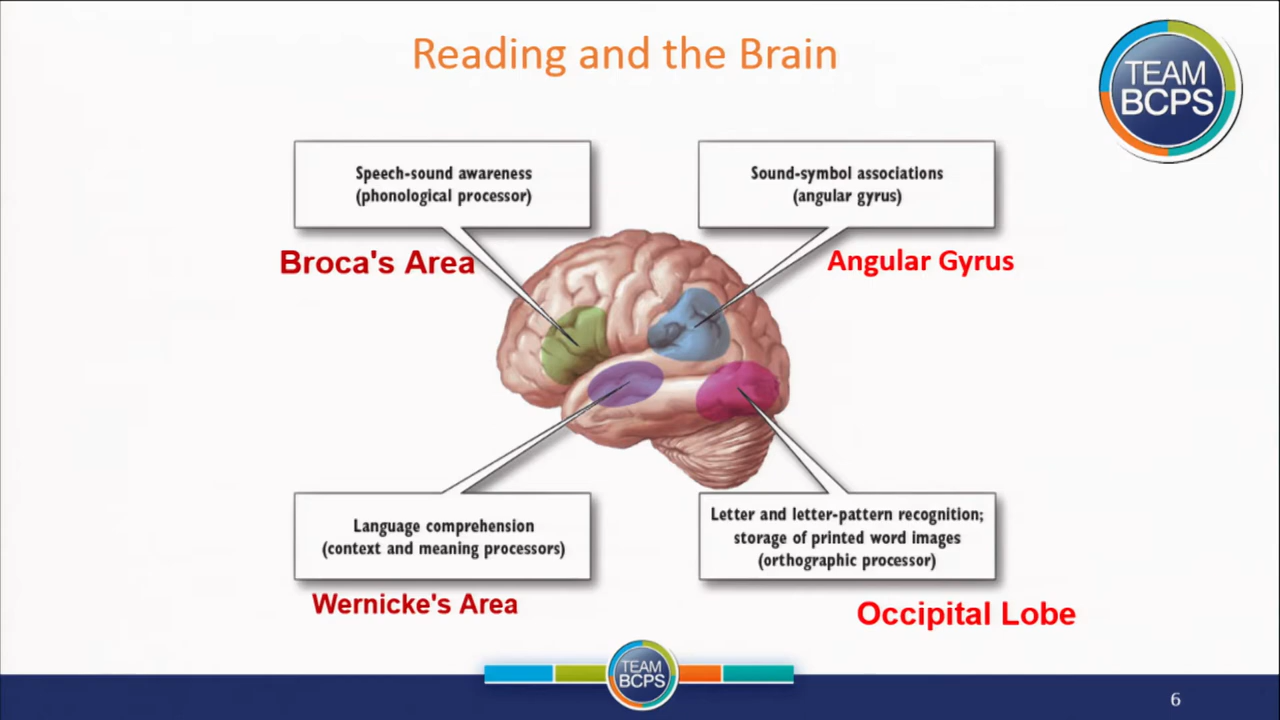 Reading and the Brain
TEAM
BCPS
Speech-sound awareness
(phonological processor)
Sound-symbol associations
(angular gyrus)
Broca's Area
Angular Gyrus
Language comprehension
(context and meaning processors)
Letter and letter-pattern recognition;
storage of printed word images
(orthographic processor)
Wernicke's Area
Occipital Lobe
TEAM
BCPS
6